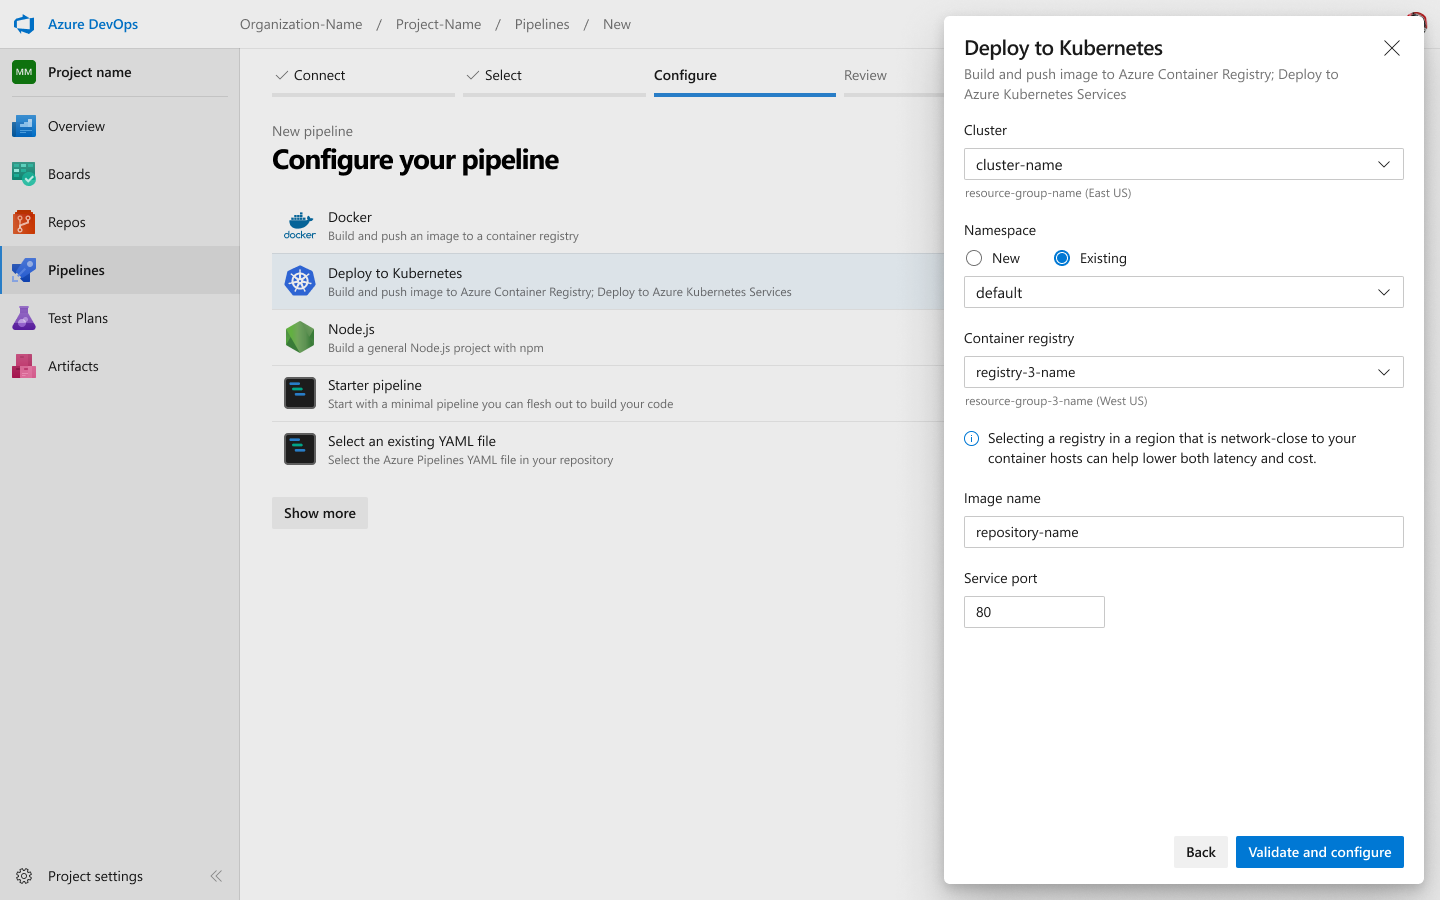 Azure DevOps
Organization-Name / Project-Name / Pipelines / New
MM Project name
Overview
Boards
Repos
Pipelines
Test Plans
Artifacts
Project settings
Connect
Select
Configure
Review
New pipeline
Configure your pipeline
docker
Docker
Build and push an image to a container registry
Deploy to Kubernetes
Build and push image to Azure Container Registry; Deploy to Azure Kubernetes Services
Node.js
Build a general Node.js project with npm
Starter pipeline
Start with a minimal pipeline you can flesh out to build your code
Select an existing YAML file
Select the Azure Pipelines YAML file in your repository
Show more
Deploy to Kubernetes
Build and push image to Azure Container Registry; Deploy to
Azure Kubernetes Services
Cluster
cluster-name
resource-group-name (East US)
Namespace
New Existing
default
Container registry
registry-3-name
resource-group-3-name (West US)
Selecting a registry in a region that is network-close to your
container hosts can help lower both latency and cost.
Image name
repository-name
Service port
80
Back
Validate and configure